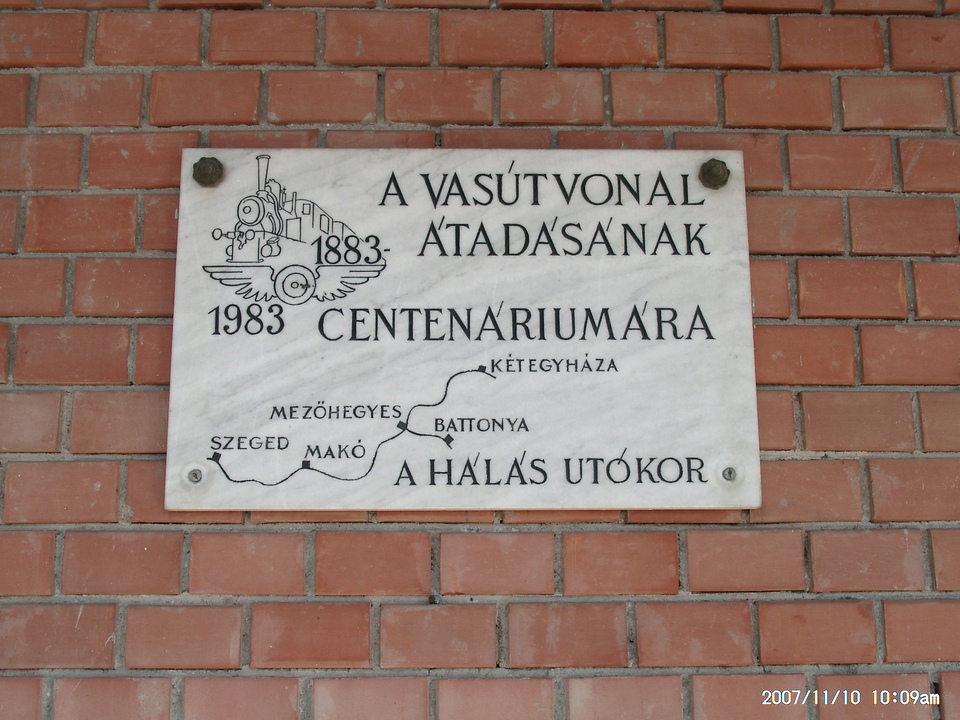 A VASÚTVONAL
ÁTADÁSÁNAK
1883-
1983
CENTENÁRIUMÁRA
KÉTEGYHÁZA
MEZŐHEGYES
BATTONYA
SZEGED
MAKÓ
A HÁLÁS UTÓKOR
2007/11/10 10:09am